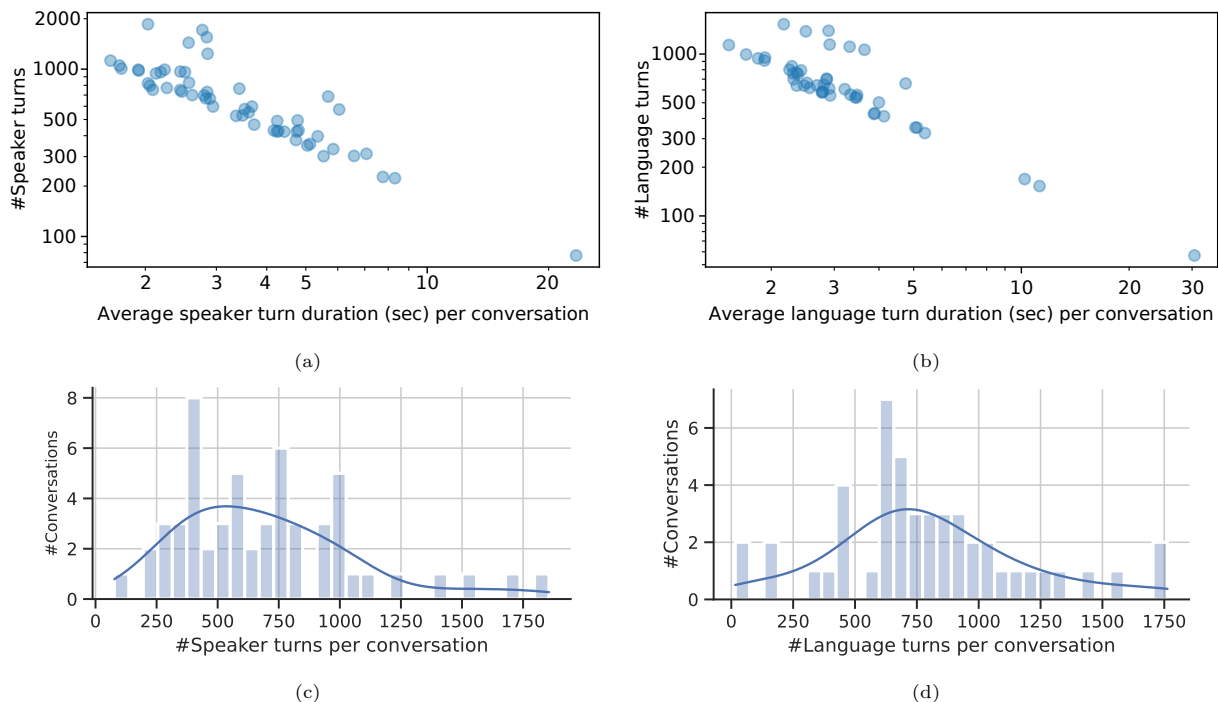 2000
1000
500
300
200
100
#Speaker turns
2 3 4 5 10 20
Average speaker turn duration (sec) per conversation
(a)
1000
500
200
100
#Language turns
2 3 5 10 20 30
Average language turn duration (sec) per conversation
(b)
8
6
4
2
0
#Conversations
0 250 500 750 1000 1250 1500 1750
#Speaker turns per conversation
(c)
6
4
2
0
#Conversations
0 250 500 750 1000 1250 1500 1750
#Language turns per conversation
(d)